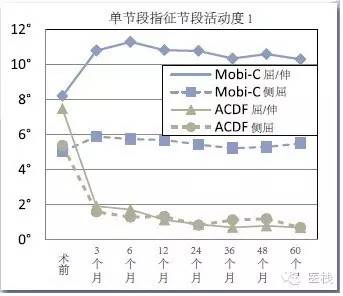 单节段指征节段活动度1
12°
10°
8°
6°
4°
2°
0°
Mobi-C 屈/伸
Mobi-C 侧屈
ACDF 屈/伸
ACDF 侧屈
术前
3个月
6个月
12个月
24个月
36个月
48个月
60个月
医栈